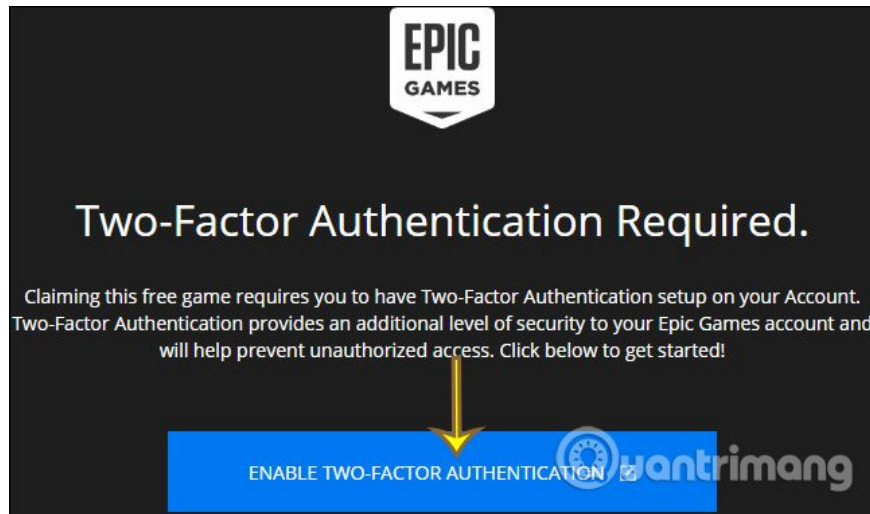 EPIC
GAMES
Two-Factor Authentication Required.
Claiming this free game requires you to have Two-Factor Authentication setup on your Account.
Two-Factor Authentication provides an additional level of security to your Epic Games account and
will help prevent unauthorized access. Click below to get started!
ENABLE TWO-FACTOR AUTHENTICATION
Quantrimang